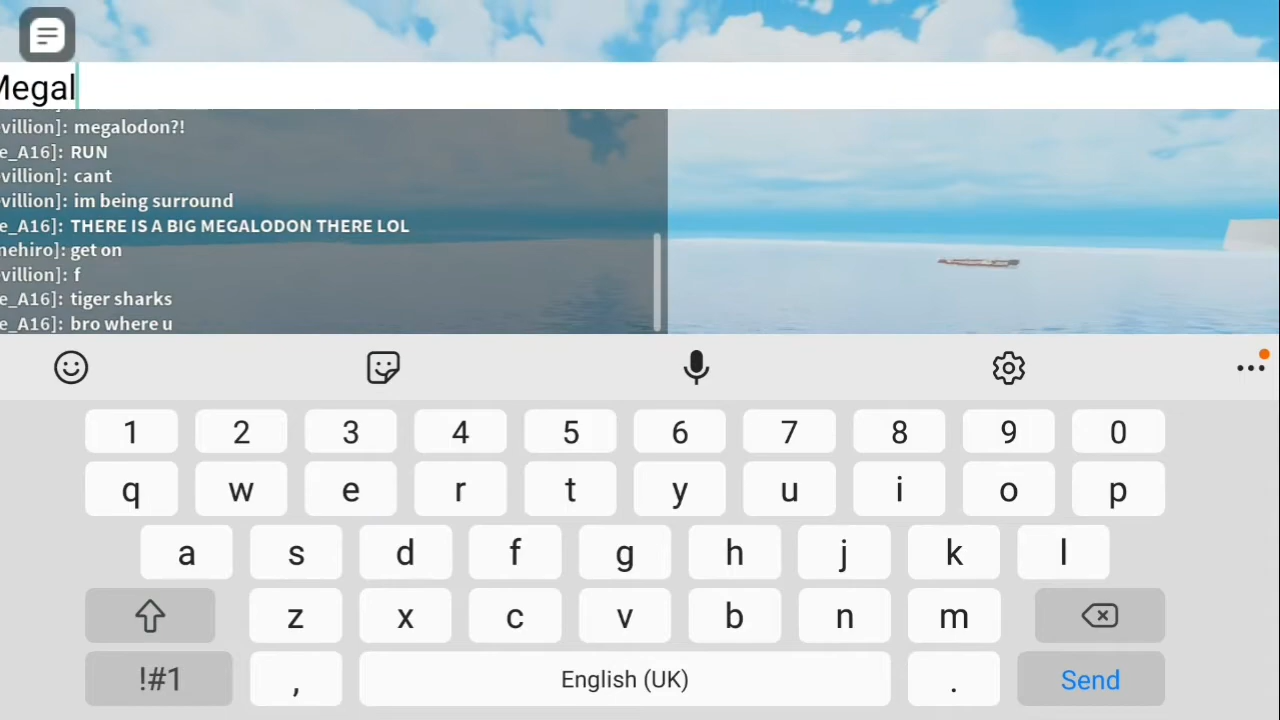 Megal
villion]: megalodon?!
e_A16]: RUN
villion]: cant
villion]: im being surround
e_A16]: THERE IS A BIG MEGALODON THERE LOL
nehiro]: get on
villion]: f
e_A16]: tiger sharks
e_A16]: bro where u
1 2 3 4 5 6 7 8 9 0
q w e r t y u i o p
a s d f g h j k l
z x c v b n m
!#1 , English (UK) . Send